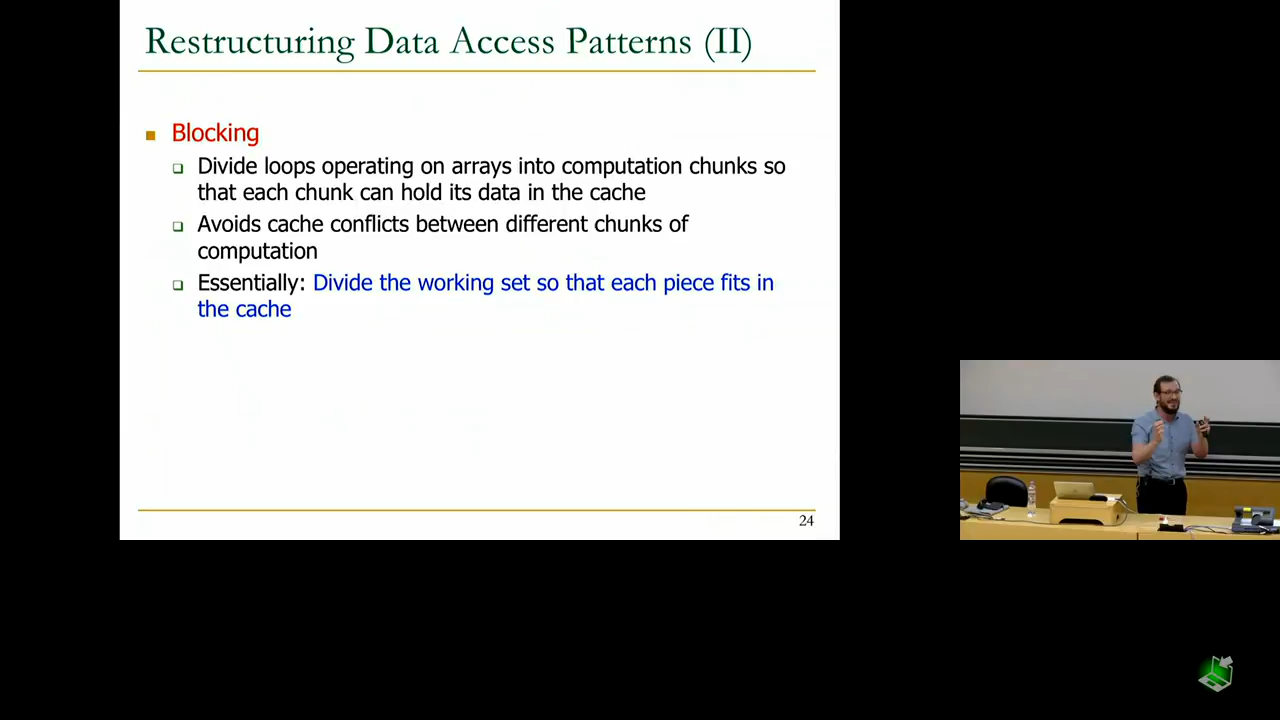 Restructuring Data Access Patterns (II)
Blocking
Divide loops operating on arrays into computation chunks so
that each chunk can hold its data in the cache
Avoids cache conflicts between different chunks of
computation
Essentially: Divide the working set so that each piece fits in
the cache
24